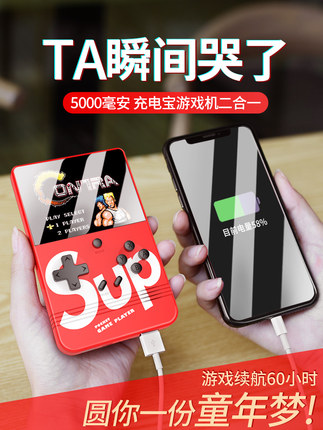 TA瞬间哭了
5000毫安 充电宝游戏机二合一
CONTRA
PLAY SELECT
1 PLAYER
2 PLAYERS
目前电量58%
Sup
GAME PLAYER
游戏续航60小时
圆你一份童年梦!